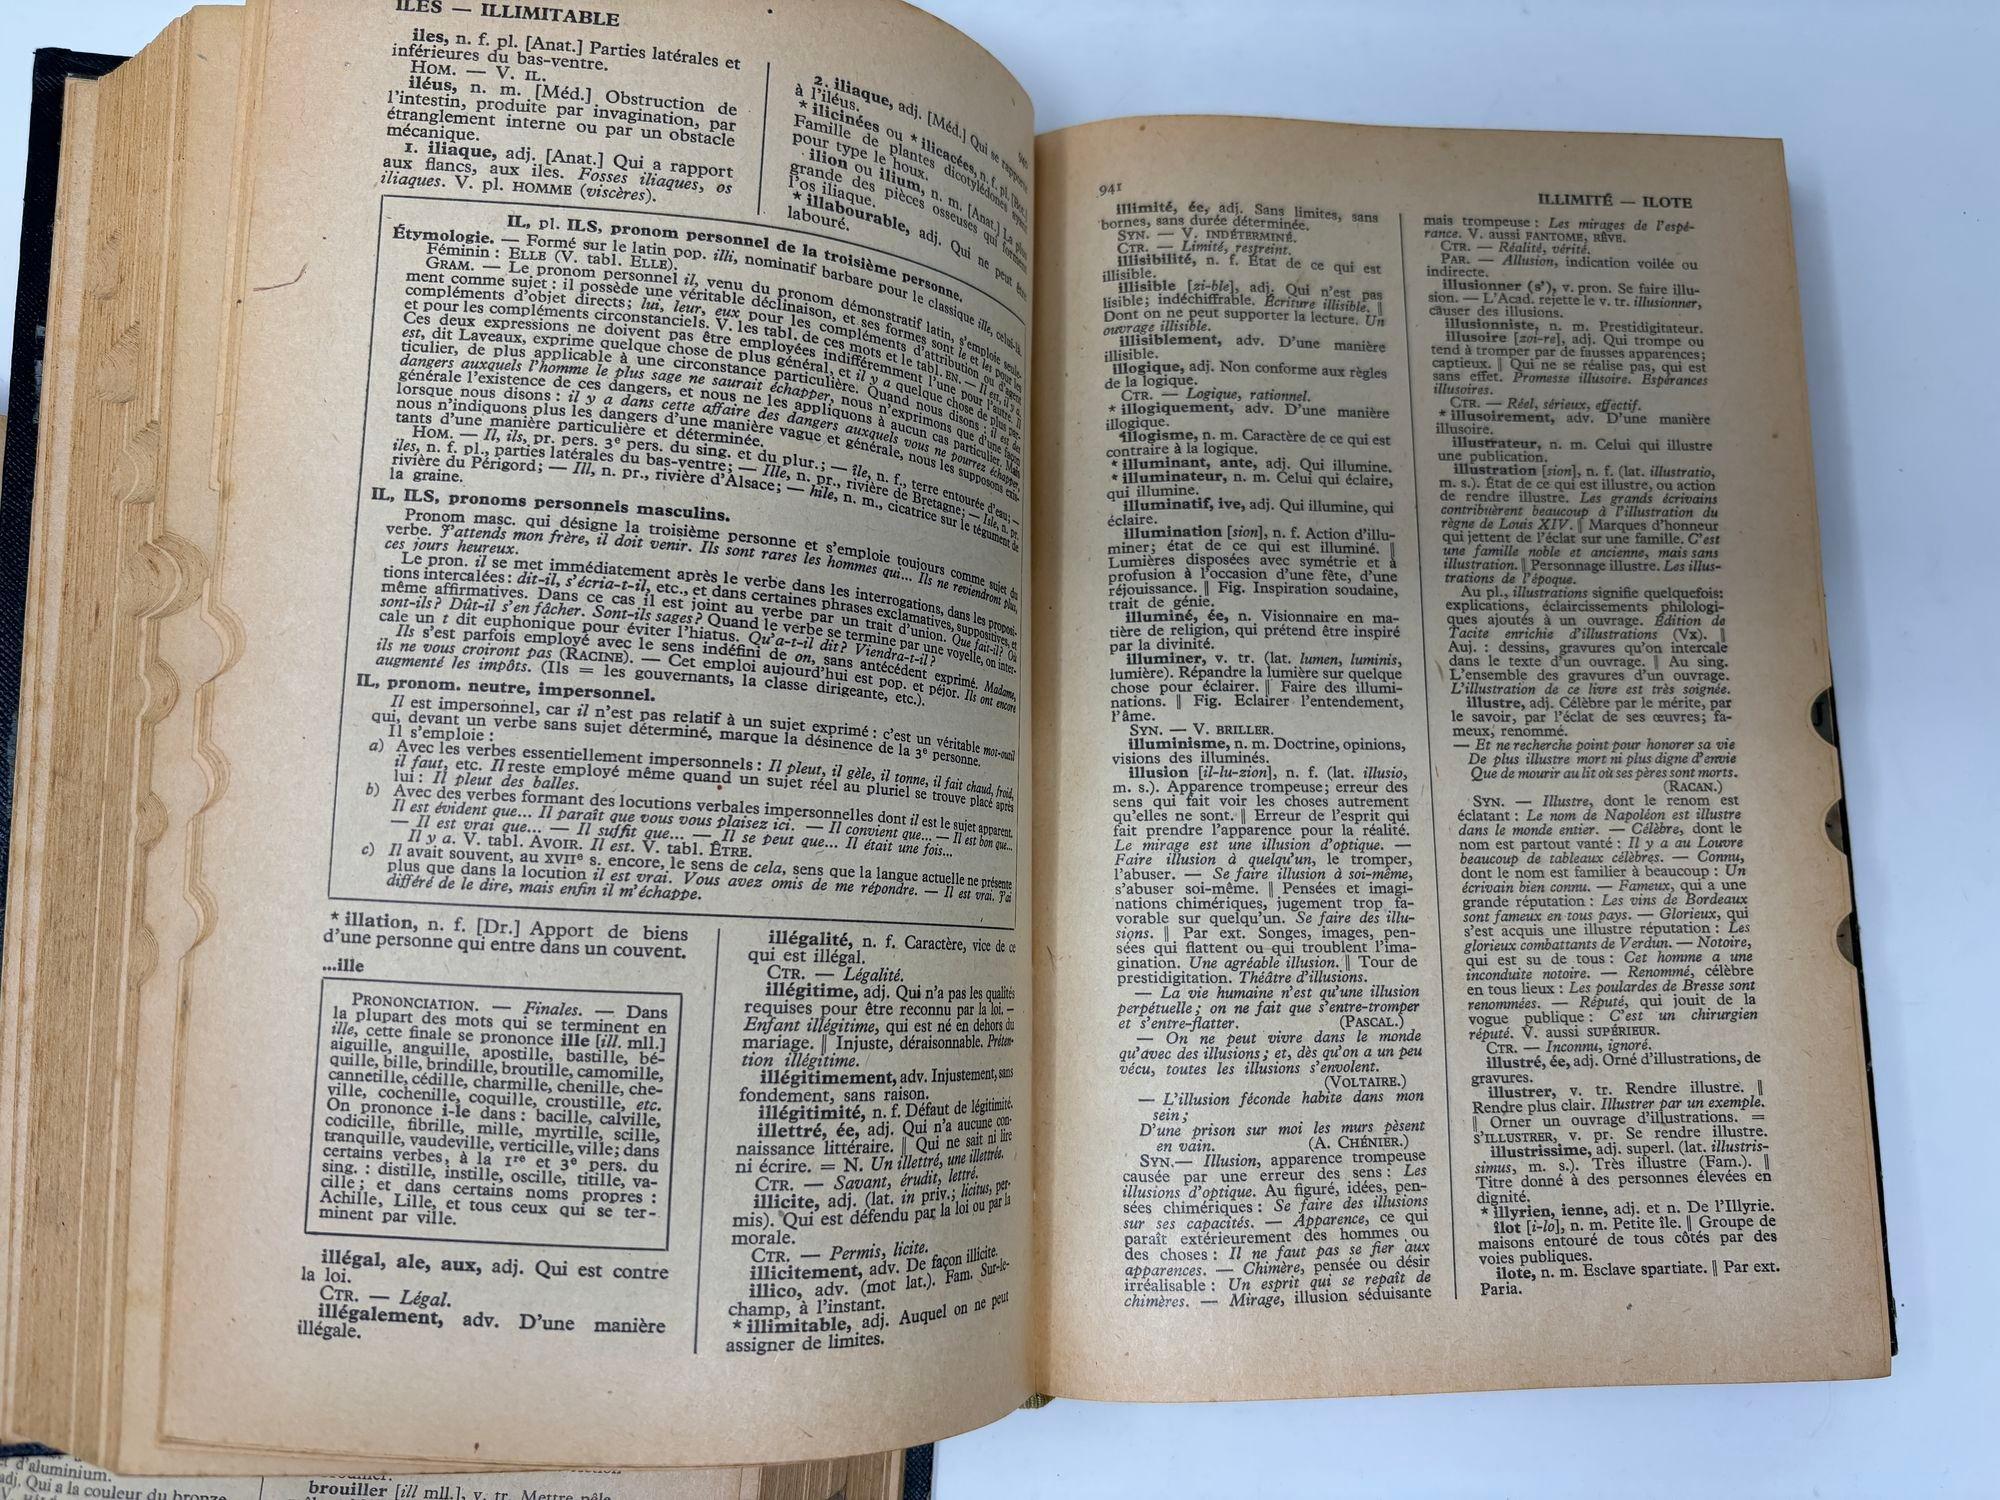 ILES — ILLIMITABLE
iles, n. f. pl. [Anat.] Parties latérales et
inférieures du bas-ventre.
HOM. — V. IL.
iléus, n. m. [Méd.] Obstruction de
l'intestin, produite par invagination, par
étranglement interne ou par un obstacle
mécanique.
1. iliaque, adj. [Anat.] Qui a rapport
aux flancs, aux iles. Fosses iliaques, os
iliaques. V. pl. HOMME (viscères).
940
2. iliaque, adj. [Méd.] Qui se rapporte
à l'iléus.
* ilicinées ou * ilicacées, n. f. pl. [Bot.]
Famille de plantes dicotylédones ayant
pour type le houx.
ilion ou ilium, n. m. [Anat.] La plus
grande des pièces osseuses qui forment
l'os iliaque.
* illabourable, adj. Qui ne peut être
labouré.
IL, pl. ILS, pronom personnel de la troisième personne.
Étymologie. — Formé sur le latin pop. illi, nominatif barbare pour le classique ille, celui-là.
Féminin : ELLE (V. tabl. ELLE).
GRAM. — Le pronom personnel il, venu du pronom démonstratif latin, s'emploie seule-
ment comme sujet : il possède une véritable déclinaison, et ses formes sont le et les pour les
compléments d'objet directs; lui, leur, eux pour les compléments d'attribution ou d'agent
et pour les compléments circonstanciels. V. les tabl. de ces mots et le tabl. EN. — Il est, il y a.
Ces deux expressions ne doivent pas être employées indifféremment l'une pour l'autre. Il
est, dit Laveaux, exprime quelque chose de plus général, et il y a quelque chose de plus par-
ticulier, de plus applicable à une circonstance particulière. Quand nous disons : il est des
dangers auxquels l'homme le plus sage ne saurait échapper, nous n'exprimons que d'une façon
générale l'existence de ces dangers, et nous ne les appliquons à aucun cas particulier. Mais
lorsque nous disons : il y a dans cette affaire des dangers auxquels vous ne pourrez échapper,
nous n'indiquons plus les dangers d'une manière vague et générale, nous les supposons exis-
tants d'une manière particulière et déterminée.
HOM. — Il, ils, pr. pers. 3e pers. du sing. et du plur.; — île, n. f., terre entourée d'eau; —
iles, n. f. pl., parties latérales du bas-ventre; — Ille, n. pr., rivière de Bretagne; — Isle, n. pr.
rivière du Périgord; — Ill, n. pr., rivière d'Alsace; — hile, n. m., cicatrice sur le tégument de
la graine.
IL, ILS, pronoms personnels masculins.
Pronom masc. qui désigne la troisième personne et s'emploie toujours comme sujet du
verbe. J'attends mon frère, il doit venir. Ils sont rares les hommes qui... Ils ne reviendront plus,
ces jours heureux.
Le pron. il se met immédiatement après le verbe dans les interrogations, dans les proposi-
tions intercalées : dit-il, s'écria-t-il, etc., et dans certaines phrases exclamatives, suppositives, et
même affirmatives. Dans ce cas il est joint au verbe par un trait d'union. Que fait-il? Où
sont-ils? Dût-il s'en fâcher. Sont-ils sages? Quand le verbe se termine par une voyelle, on inter-
cale un t dit euphonique pour éviter l'hiatus. Qu'a-t-il dit? Viendra-t-il?
Ils s'est parfois employé avec le sens indéfini de on, sans antécédent exprimé. Madame,
ils ne vous croiront pas (RACINE). — Cet emploi aujourd'hui est pop. et péjor. Ils ont encore
augmenté les impôts. (Ils = les gouvernants, la classe dirigeante, etc.).
IL, pronom. neutre, impersonnel.
Il est impersonnel, car il n'est pas relatif à un sujet exprimé : c'est un véritable mot-outil
qui, devant un verbe sans sujet déterminé, marque la désinence de la 3e personne.
Il s'emploie :
a) Avec les verbes essentiellement impersonnels : Il pleut, il gèle, il tonne, il fait chaud, froid,
il faut, etc. Il reste employé même quand un sujet réel au pluriel se trouve placé après
lui : Il pleut des balles.
b) Avec des verbes formant des locutions verbales impersonnelles dont il est le sujet apparent.
Il est évident que... Il paraît que vous vous plaisez ici. — Il convient que... — Il est bon que...
— Il est vrai que... — Il suffit que... — Il se peut que... Il était une fois...
Il y a. V. tabl. AVOIR. Il est. V. tabl. ÊTRE.
c) Il avait souvent, au XVIIe s. encore, le sens de cela, sens que la langue actuelle ne présente
plus que dans la locution il est vrai. Vous avez omis de me répondre. — Il est vrai. J'ai
différé de le dire, mais enfin il m'échappe.
* illation, n. f. [Dr.] Apport de biens
d'une personne qui entre dans un couvent.
...ille
PRONONCIATION. — Finales. — Dans
la plupart des mots qui se terminent en
ille, cette finale se prononce ille [ill. mll.]
aiguille, anguille, apostille, bastille, bé-
quille, bille, brindille, broutille, camomille,
cannetille, cédille, charmille, chenille, che-
ville, cochenille, coquille, croustille, etc.
On prononce i-le dans : bacille, calville,
codicille, fibrille, mille, myrtille, scille,
tranquille, vaudeville, verticille, ville; dans
certains verbes, à la 1re et 3e pers. du
sing. : distille, instille, oscille, titille, va-
cille; et dans certains noms propres :
Achille, Lille, et tous ceux qui se ter-
minent par ville.
illégal, ale, aux, adj. Qui est contre
la loi.
CTR. — Légal.
illégalement, adv. D'une manière
illégale.
illégalité, n. f. Caractère, vice de ce
qui est illégal.
CTR. — Légalité.
illégitime, adj. Qui n'a pas les qualités
requises pour être reconnu par la loi. —
Enfant illégitime, qui est né en dehors du
mariage. ‖ Injuste, déraisonnable. Préten-
tion illégitime.
illégitimement, adv. Injustement, sans
fondement, sans raison.
illégitimité, n. f. Défaut de légitimité.
illettré, ée, adj. Qui n'a aucune con-
naissance littéraire. ‖ Qui ne sait ni lire
ni écrire. = N. Un illettré, une illettrée.
CTR. — Savant, érudit, lettré.
illicite, adj. (lat. in priv.; licitus, per-
mis). Qui est défendu par la loi ou par la
morale.
CTR. — Permis, licite.
illicitement, adv. De façon illicite.
illico, adv. (mot lat.). Fam. Sur-le-
champ, à l'instant.
* illimitable, adj. Auquel on ne peut
assigner de limites.
941
ILLIMITÉ — ILOTE
illimité, ée, adj. Sans limites, sans
bornes, sans durée déterminée.
SYN. — V. INDÉTERMINÉ.
CTR. — Limité, restreint.
illisibilité, n. f. État de ce qui est
illisible.
illisible [zi-ble], adj. Qui n'est pas
lisible; indéchiffrable. Écriture illisible. ‖
Dont on ne peut supporter la lecture. Un
ouvrage illisible.
illisiblement, adv. D'une manière
illisible.
illogique, adj. Non conforme aux règles
de la logique.
CTR. — Logique, rationnel.
* illogiquement, adv. D'une manière
illogique.
illogisme, n. m. Caractère de ce qui est
contraire à la logique.
* illuminant, ante, adj. Qui illumine.
* illuminateur, n. m. Celui qui éclaire,
qui illumine.
illuminatif, ive, adj. Qui illumine, qui
éclaire.
illumination [sion], n. f. Action d'illu-
miner; état de ce qui est illuminé. ‖
Lumières disposées avec symétrie et à
profusion à l'occasion d'une fête, d'une
réjouissance. ‖ Fig. Inspiration soudaine,
trait de génie.
illuminé, ée, n. Visionnaire en ma-
tière de religion, qui prétend être inspiré
par la divinité.
illuminer, v. tr. (lat. lumen, luminis,
lumière). Répandre la lumière sur quelque
chose pour éclairer. ‖ Faire des illumi-
nations. ‖ Fig. Eclairer l'entendement,
l'âme.
SYN. — V. BRILLER.
illuminisme, n. m. Doctrine, opinions,
visions des illuminés.
illusion [il-lu-zion], n. f. (lat. illusio,
m. s.). Apparence trompeuse; erreur des
sens qui fait voir les choses autrement
qu'elles ne sont. ‖ Erreur de l'esprit qui
fait prendre l'apparence pour la réalité.
Le mirage est une illusion d'optique. —
Faire illusion à quelqu'un, le tromper,
l'abuser. — Se faire illusion à soi-même,
s'abuser soi-même. ‖ Pensées et imagi-
nations chimériques, jugement trop fa-
vorable sur quelqu'un. Se faire des illu-
sions. ‖ Par ext. Songes, images, pen-
sées qui flattent ou qui troublent l'ima-
gination. Une agréable illusion. ‖ Tour de
prestidigitation. Théâtre d'illusions.
— La vie humaine n'est qu'une illusion
perpétuelle; on ne fait que s'entre-tromper
et s'entre-flatter. (PASCAL.)
— On ne peut vivre dans le monde
qu'avec des illusions; et, dès qu'on a un peu
vécu, toutes les illusions s'envolent.
(VOLTAIRE.)
— L'illusion féconde habite dans mon
sein;
D'une prison sur moi les murs pèsent
en vain. (A. CHÉNIER.)
SYN.— Illusion, apparence trompeuse
causée par une erreur des sens : Les
illusions d'optique. Au figuré, idées, pen-
sées chimériques : Se faire des illusions
sur ses capacités. — Apparence, ce qui
paraît extérieurement des hommes ou
des choses : Il ne faut pas se fier aux
apparences. — Chimère, pensée ou désir
irréalisable : Un esprit qui se repaît de
chimères. — Mirage, illusion séduisante
mais trompeuse : Les mirages de l'espé-
rance. V. aussi FANTOME, RÊVE.
CTR. — Réalité, vérité.
PAR. — Allusion, indication voilée ou
indirecte.
illusionner (s'), v. pron. Se faire illu-
sion. — L'Acad. rejette le v. tr. illusionner,
causer des illusions.
illusionniste, n. m. Prestidigitateur.
illusoire [zoi-re], adj. Qui trompe ou
tend à tromper par de fausses apparences;
captieux. ‖ Qui ne se réalise pas, qui est
sans effet. Promesse illusoire. Espérances
illusoires.
CTR. — Réel, sérieux, effectif.
* illusoirement, adv. D'une manière
illusoire.
illustrateur, n. m. Celui qui illustre
une publication.
illustration [sion], n. f. (lat. illustratio,
m. s.). État de ce qui est illustre, ou action
de rendre illustre. Les grands écrivains
contribuèrent beaucoup à l'illustration du
règne de Louis XIV. ‖ Marques d'honneur
qui jettent de l'éclat sur une famille. C'est
une famille noble et ancienne, mais sans
illustration. ‖ Personnage illustre. Les illus-
trations de l'époque.
Au pl., illustrations signifie quelquefois:
explications, éclaircissements philologi-
ques ajoutés à un ouvrage. Édition de
Tacite enrichie d'illustrations (Vx). ‖
Auj. : dessins, gravures qu'on intercale
dans le texte d'un ouvrage. ‖ Au sing.
L'ensemble des gravures d'un ouvrage.
L'illustration de ce livre est très soignée.
illustre, adj. Célèbre par le mérite, par
le savoir, par l'éclat de ses œuvres; fa-
meux, renommé.
— Et ne recherche point pour honorer sa vie
De plus illustre mort ni plus digne d'envie
Que de mourir au lit où ses pères sont morts.
(RACAN.)
SYN. — Illustre, dont le renom est
éclatant : Le nom de Napoléon est illustre
dans le monde entier. — Célèbre, dont le
nom est partout vanté : Il y a au Louvre
beaucoup de tableaux célèbres. — Connu,
dont le nom est familier à beaucoup : Un
écrivain bien connu. — Fameux, qui a une
grande réputation : Les vins de Bordeaux
sont fameux en tous pays. — Glorieux, qui
s'est acquis une illustre réputation : Les
glorieux combattants de Verdun. — Notoire,
qui est su de tous : Cet homme a une
inconduite notoire. — Renommé, célèbre
en tous lieux : Les poulardes de Bresse sont
renommées. — Réputé, qui jouit de la
vogue publique : C'est un chirurgien
réputé. V. aussi SUPÉRIEUR.
CTR. — Inconnu, ignoré.
illustré, ée, adj. Orné d'illustrations, de
gravures.
illustrer, v. tr. Rendre illustre. ‖
Rendre plus clair. Illustrer par un exemple.
‖ Orner un ouvrage d'illustrations. =
S'ILLUSTRER, v. pr. Se rendre illustre.
illustrissime, adj. superl. (lat. illustris-
simus, m. s.). Très illustre (Fam.). ‖
Titre donné à des personnes élevées en
dignité.
* illyrien, ienne, adj. et n. De l'Illyrie.
îlot [i-lo], n. m. Petite île. ‖ Groupe de
maisons entouré de tous côtés par des
voies publiques.
ilote, n. m. Esclave spartiate. ‖ Par ext.
Paria.
d'aluminium.
adj. Qui a la couleur du bronze
brouiller [ill mll.], v. tr. Mettre pêle-